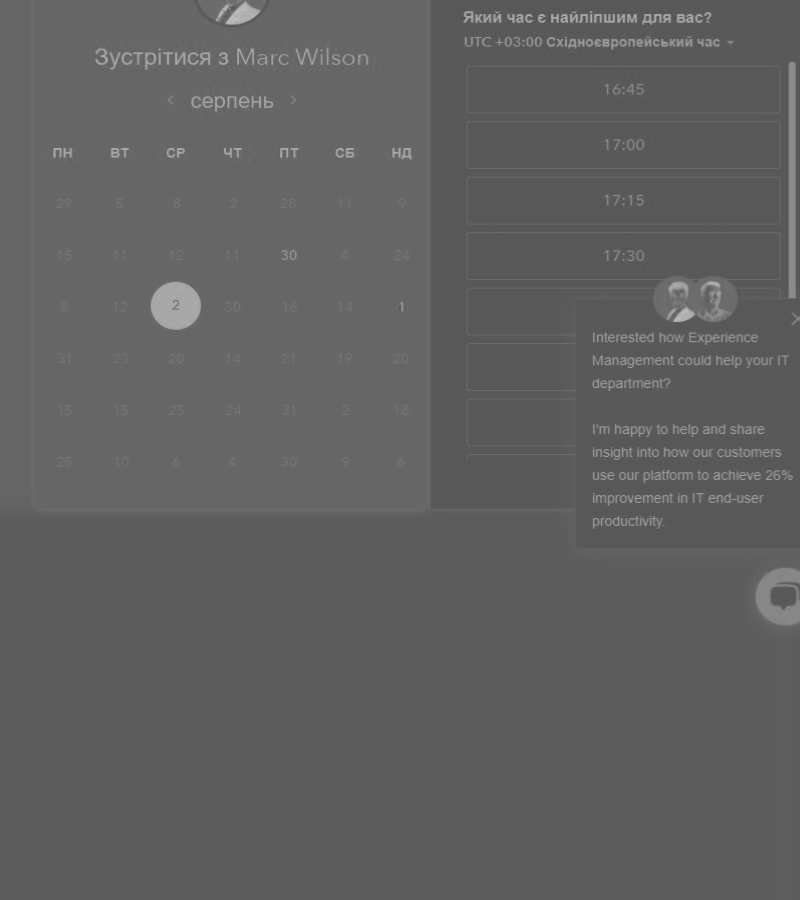 Зустрітися з Marc Wilson
серпень
ПН ВТ СР ЧТ ПТ СБ НД
29 5 8 2 28 11 9
15 11 12 11 30 4 24
8 12 2 30 16 14 1
31 23 20 14 21 19 20
15 15 25 24 31 2 18
25 10 6 4 30 9 6
Який час є найліпшим для вас?
UTC +03:00 Східноєвропейський час
16:45
17:00
17:15
17:30
Interested how Experience
Management could help your IT
department?
I'm happy to help and share
insight into how our customers
use our platform to achieve 26%
improvement in IT end-user
productivity.